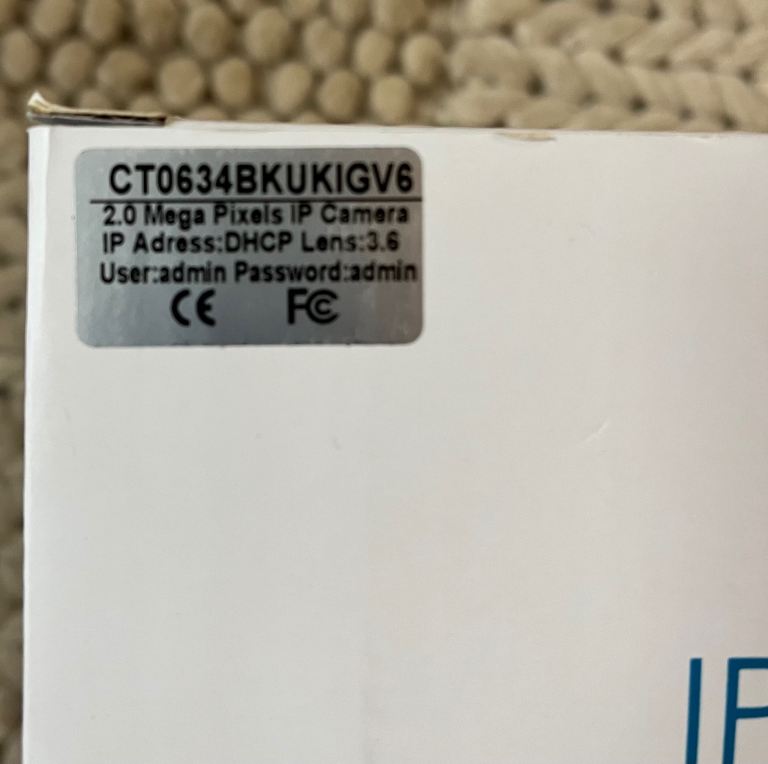 CT0634BKUKIGV6
2.0 Mega Pixels IP Camera
IP Adress:DHCP Lens:3.6
User:admin Password:admin
CE FC
IP